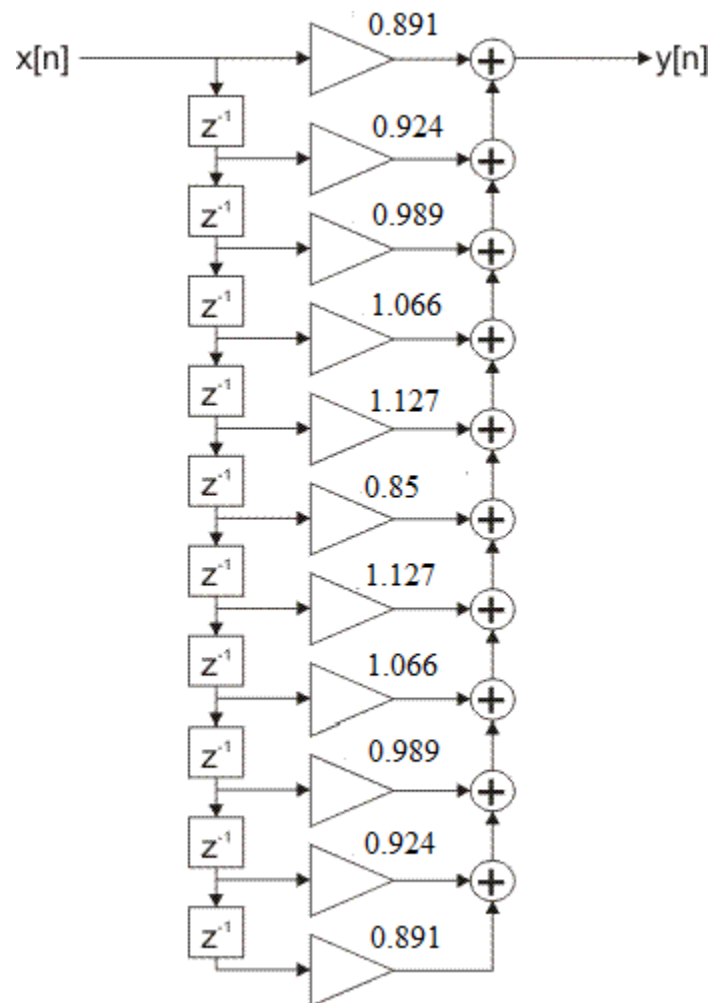 0.891
x[n] + y[n]
z⁻¹
0.924
+
z⁻¹
0.989
+
z⁻¹
1.066
+
z⁻¹
1.127
+
z⁻¹
0.85
+
z⁻¹
1.127
+
z⁻¹
1.066
+
z⁻¹
0.989
+
z⁻¹
0.924
+
z⁻¹
0.891